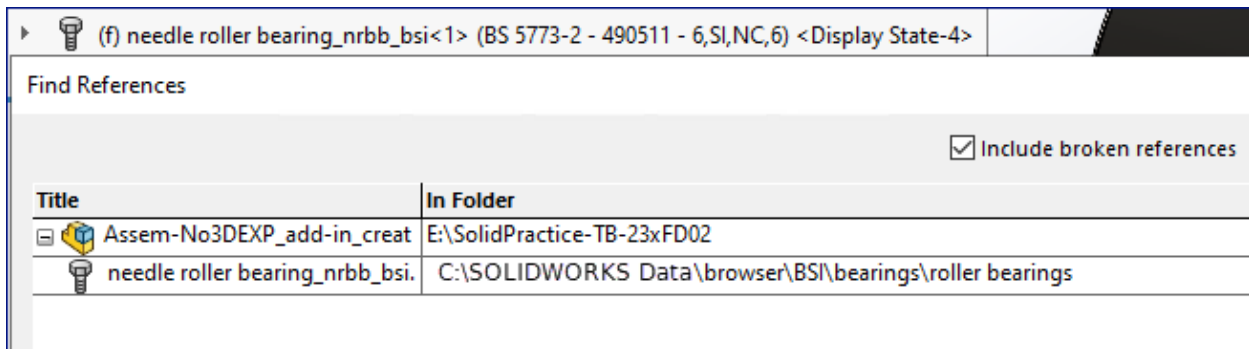 (f) needle roller bearing_nrbb_bsi<1> (BS 5773-2 - 490511 - 6,SI,NC,6) <Display State-4>
Find References
Include broken references
Title In Folder
Assem-No3DEXP_add-in_creat E:\SolidPractice-TB-23xFD02
needle roller bearing_nrbb_bsi. C:\SOLIDWORKS Data\browser\BSI\bearings\roller bearings